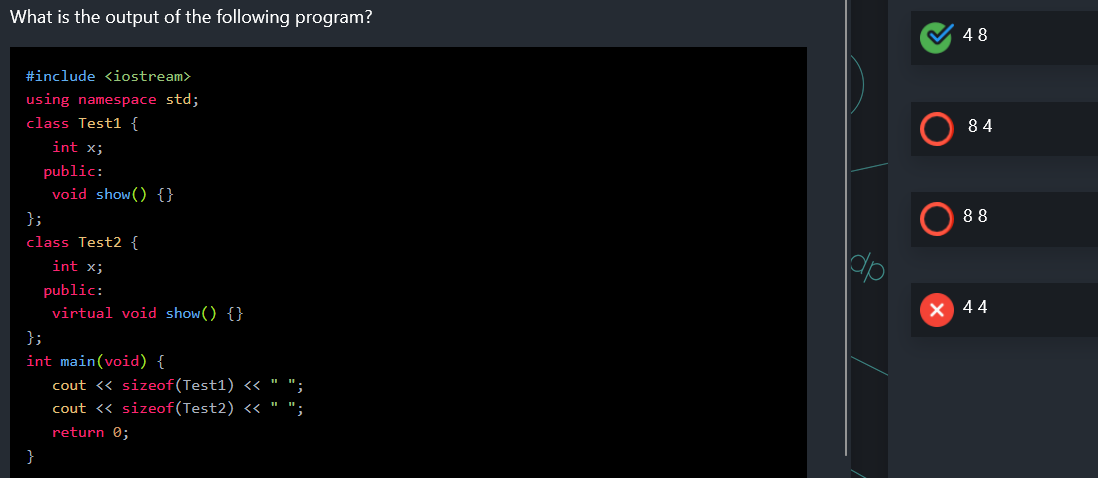 What is the output of the following program?
#include <iostream>
using namespace std;
class Test1 {
int x;
public:
void show() {}
};
class Test2 {
int x;
public:
virtual void show() {}
};
int main(void) {
cout << sizeof(Test1) << " ";
cout << sizeof(Test2) << " ";
return 0;
}
4 8
8 4
8 8
4 4